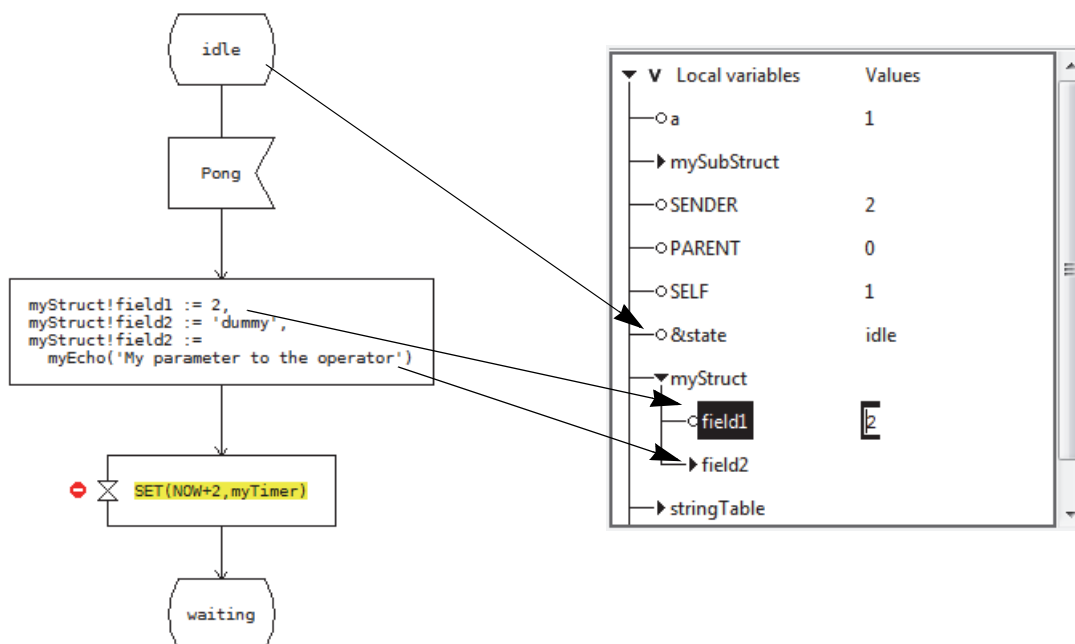 idle
Pong
myStruct!field1 := 2,
myStruct!field2 := 'dummy',
myStruct!field2 :=
myEcho('My parameter to the operator')
SET(NOW+2,myTimer)
waiting
V Local variables Values
a 1
mySubStruct
SENDER 2
PARENT 0
SELF 1
&state idle
myStruct
field1 2
field2
stringTable